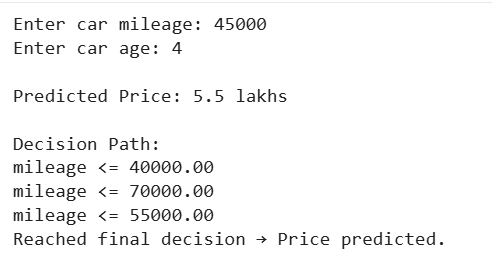 Enter car mileage: 45000
Enter car age: 4
Predicted Price: 5.5 lakhs
Decision Path:
mileage <= 40000.00
mileage <= 70000.00
mileage <= 55000.00
Reached final decision → Price predicted.